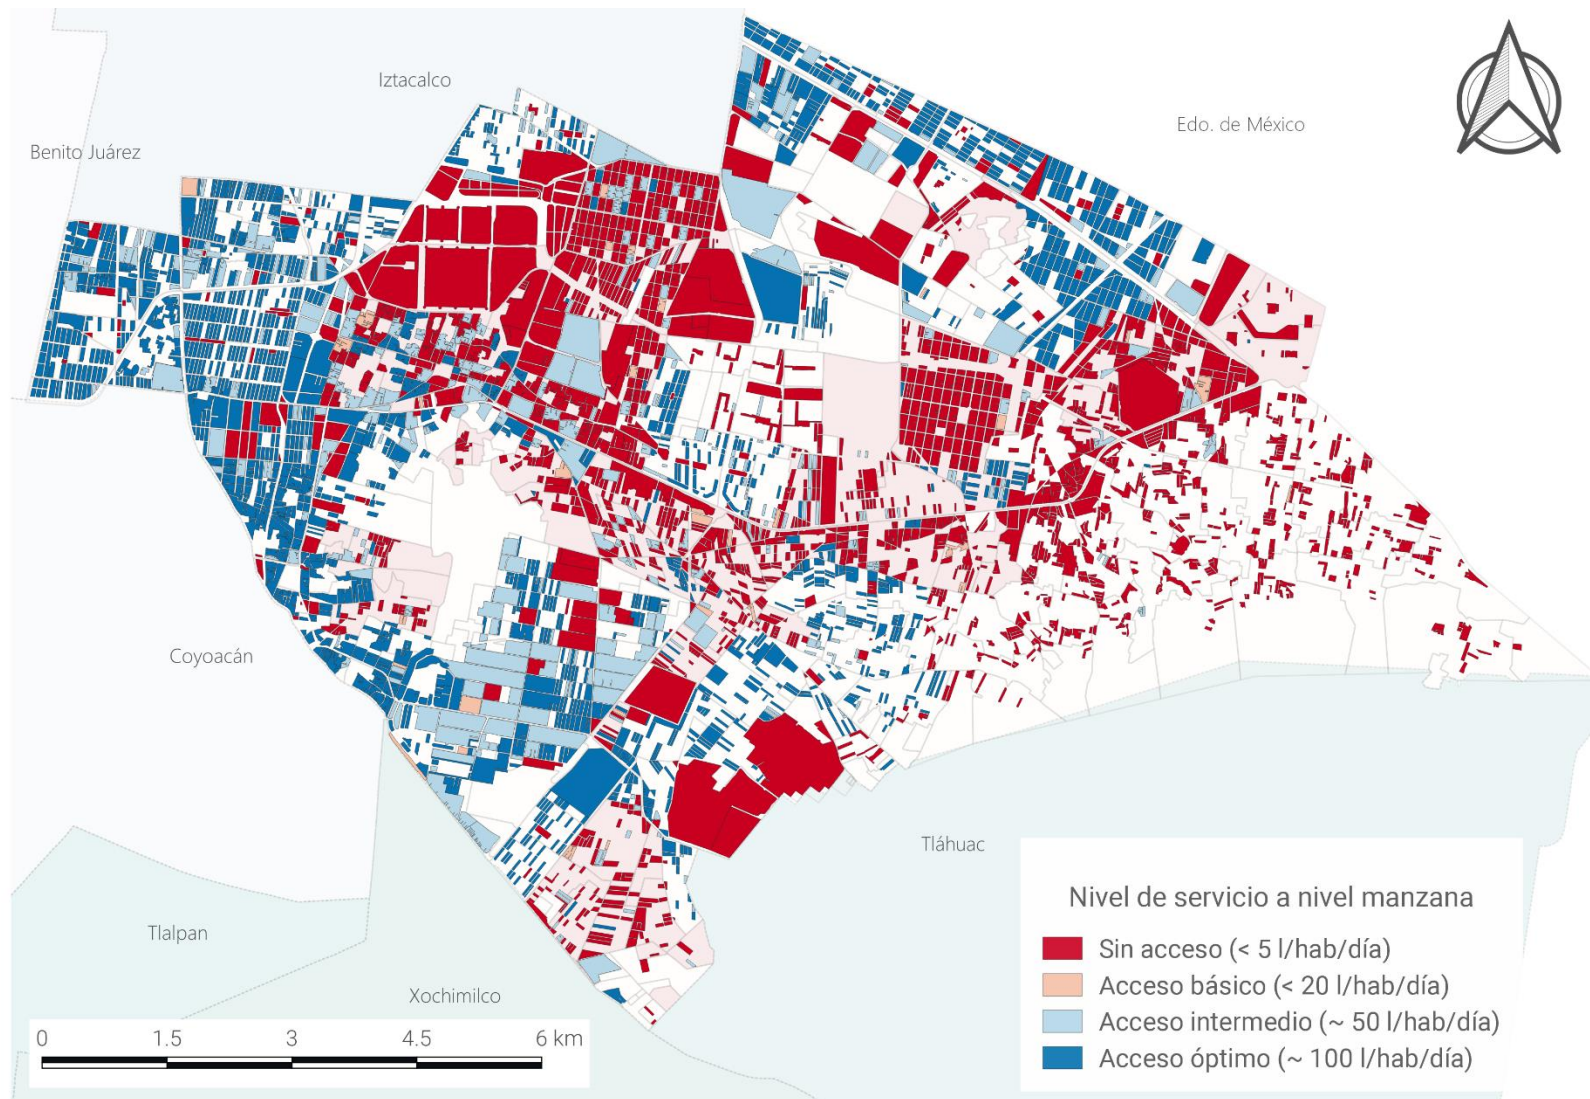 Iztacalco
Edo. de México
Benito Juárez
Coyoacán
Tláhuac
Tlalpan
Xochimilco
Nivel de servicio a nivel manzana
Sin acceso (< 5 l/hab/día)
Acceso básico (< 20 l/hab/día)
Acceso intermedio (~ 50 l/hab/día)
Acceso óptimo (~ 100 l/hab/día)
0 1.5 3 4.5 6 km